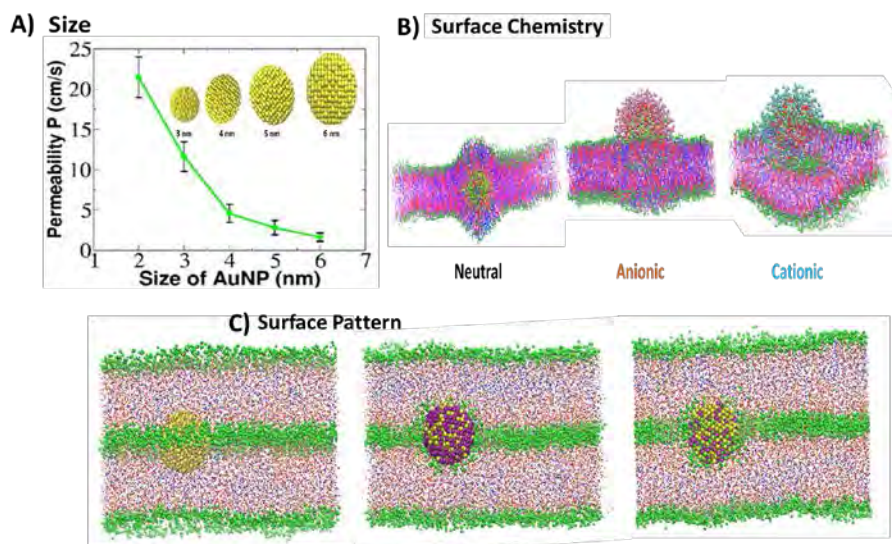 A) Size
Permeability P (cm/s)
25
20
15
10
5
0
3 nm
4 nm
5 nm
6 nm
1 2 3 4 5 6 7
Size of AuNP (nm)
B) Surface Chemistry
Neutral
Anionic
Cationic
C) Surface Pattern